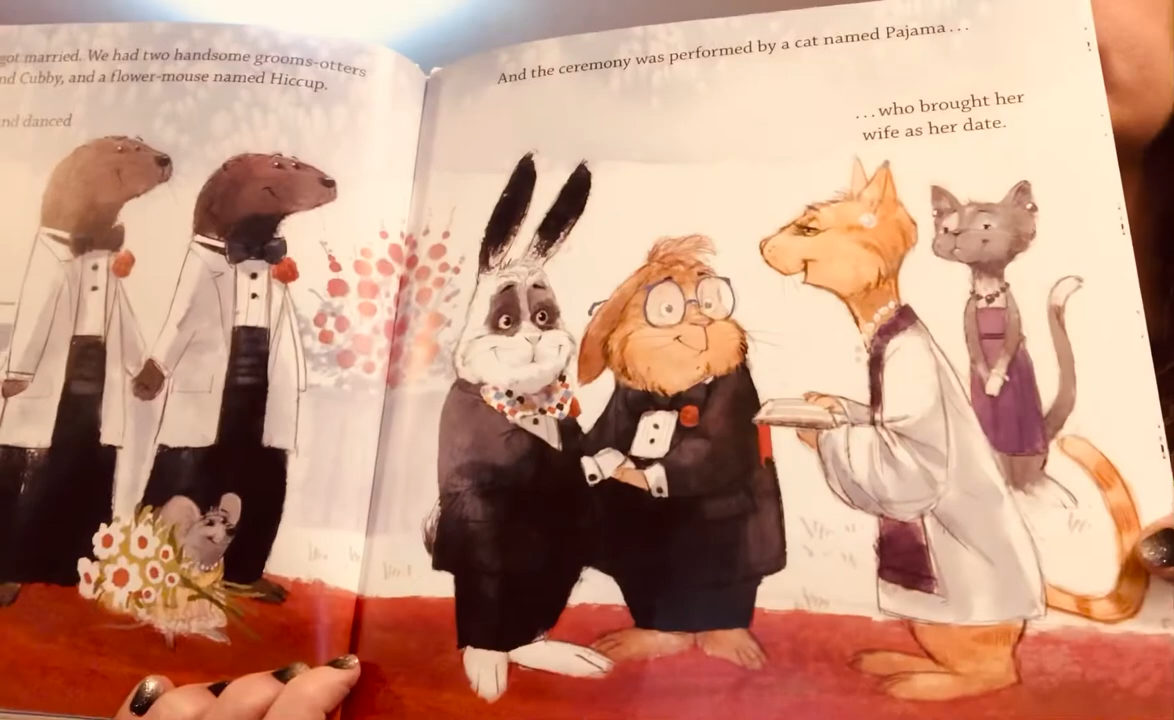 got married. We had two handsome grooms-otters
nd Cubby, and a flower-mouse named Hiccup.
nd danced
And the ceremony was performed by a cat named Pajama . . .
. . . who brought her
wife as her date.